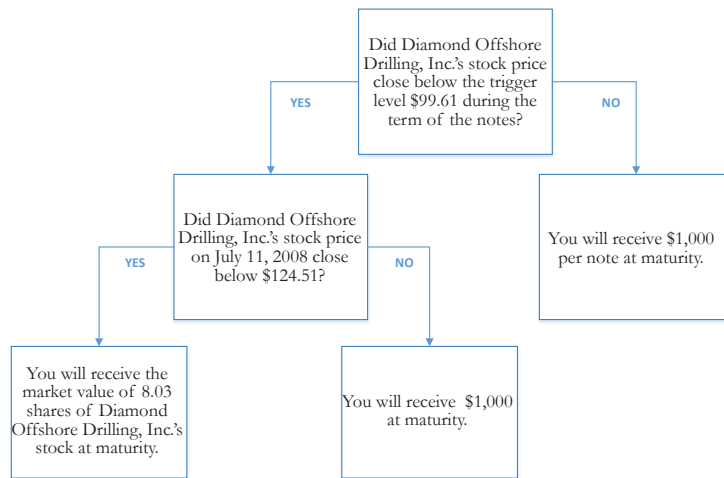 Did Diamond Offshore
Drilling, Inc.'s stock price
close below the trigger
level $99.61 during the
term of the notes?
YES
NO
Did Diamond Offshore
Drilling, Inc.'s stock price
on July 11, 2008 close
below $124.51?
You will receive $1,000
per note at maturity.
YES
NO
You will receive the
market value of 8.03
shares of Diamond
Offshore Drilling, Inc.'s
stock at maturity.
You will receive $1,000
at maturity.